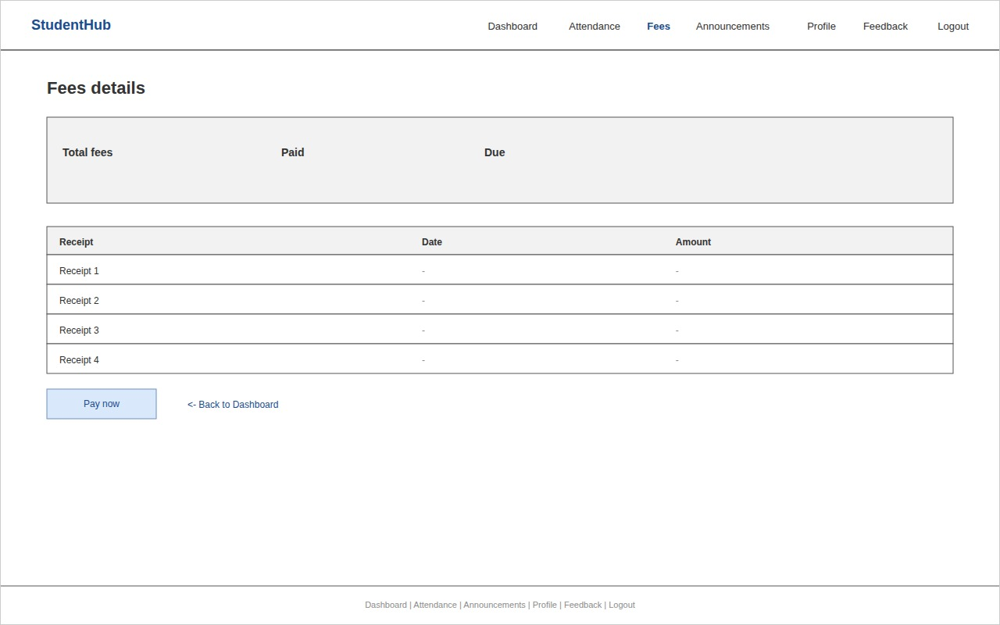 StudentHub
Dashboard Attendance Fees Announcements Profile Feedback Logout
Fees details
Total fees Paid Due
Receipt Date Amount
Receipt 1 - -
Receipt 2 - -
Receipt 3 - -
Receipt 4 - -
Pay now <- Back to Dashboard
Dashboard | Attendance | Announcements | Profile | Feedback | Logout